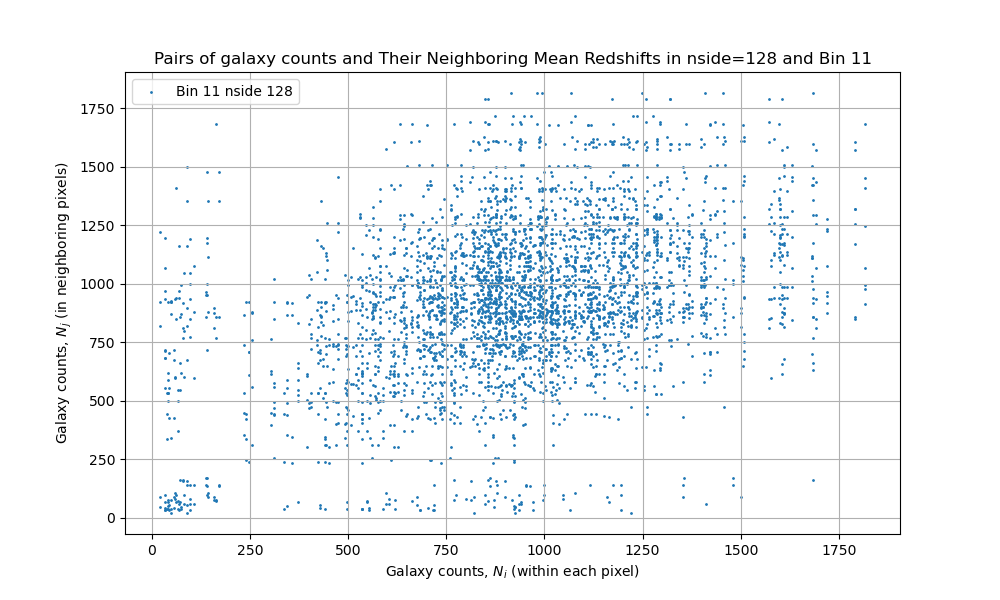 Pairs of galaxy counts and Their Neighboring Mean Redshifts in nside=128 and Bin 11
Bin 11 nside 128
1750
1500
1250
1000
750
500
250
0
Galaxy counts, N_j (in neighboring pixels)
0 250 500 750 1000 1250 1500 1750
Galaxy counts, N_i (within each pixel)